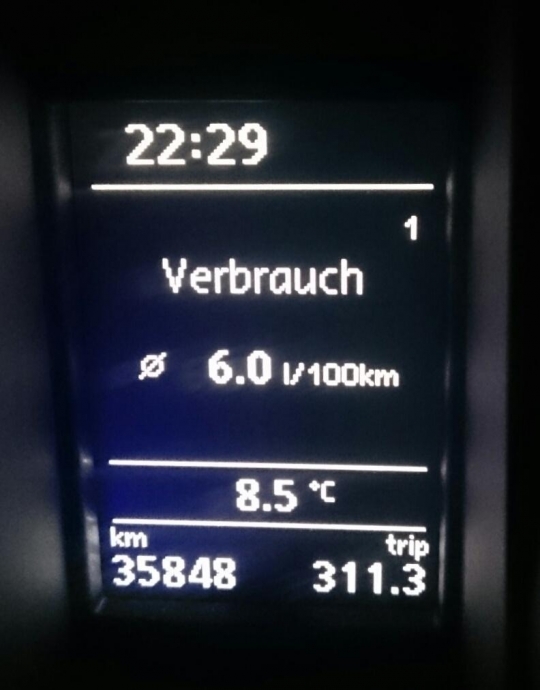 22:29
1
Verbrauch
Ø 6.0 l/100km
8.5 °C
km trip
35848 311.3